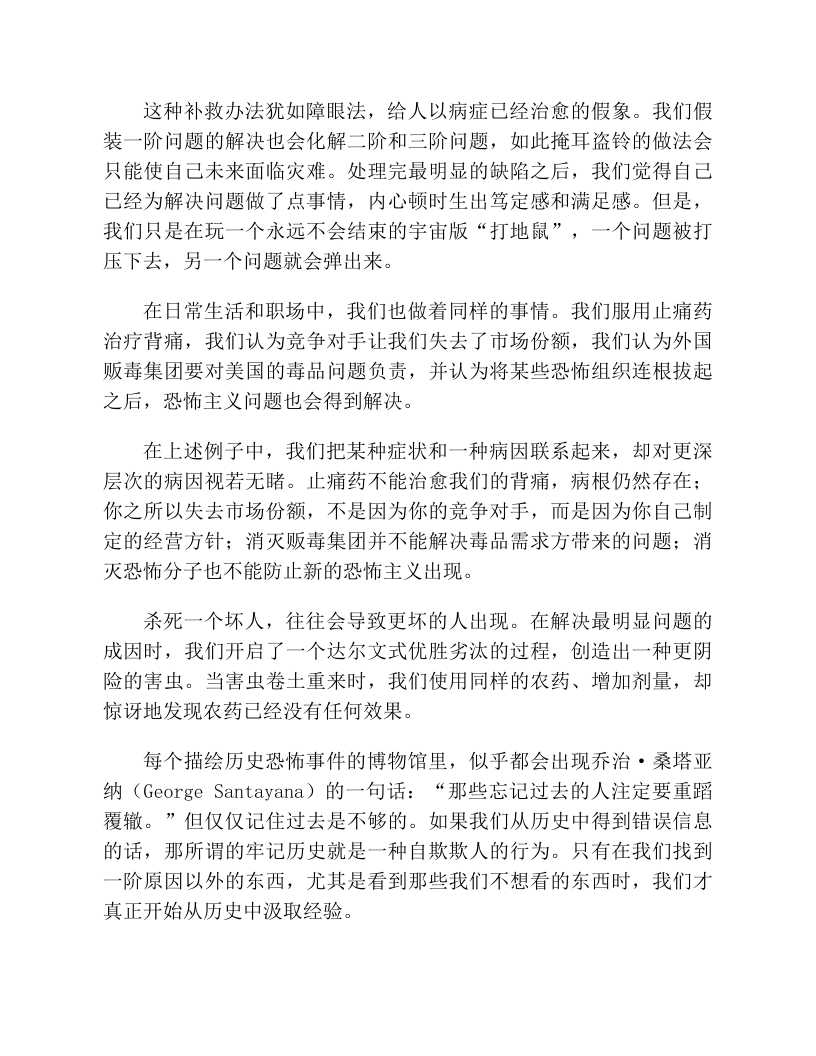 这种补救办法犹如障眼法，给人以病症已经治愈的假象。我们假
装一阶问题的解决也会化解二阶和三阶问题，如此掩耳盗铃的做法会
只能使自己未来面临灾难。处理完最明显的缺陷之后，我们觉得自己
已经为解决问题做了点事情，内心顿时生出笃定感和满足感。但是，
我们只是在玩一个永远不会结束的宇宙版“打地鼠”，一个问题被打
压下去，另一个问题就会弹出来。
在日常生活和职场中，我们也做着同样的事情。我们服用止痛药
治疗背痛，我们认为竞争对手让我们失去了市场份额，我们认为外国
贩毒集团要对美国的毒品问题负责，并认为将某些恐怖组织连根拔起
之后，恐怖主义问题也会得到解决。
在上述例子中，我们把某种症状和一种病因联系起来，却对更深
层次的病因视若无睹。止痛药不能治愈我们的背痛，病根仍然存在；
你之所以失去市场份额，不是因为你的竞争对手，而是因为你自己制
定的经营方针；消灭贩毒集团并不能解决毒品需求方带来的问题；消
灭恐怖分子也不能防止新的恐怖主义出现。
杀死一个坏人，往往会导致更坏的人出现。在解决最明显问题的
成因时，我们开启了一个达尔文式优胜劣汰的过程，创造出一种更阴
险的害虫。当害虫卷土重来时，我们使用同样的农药、增加剂量，却
惊讶地发现农药已经没有任何效果。
每个描绘历史恐怖事件的博物馆里，似乎都会出现乔治·桑塔亚
纳（George Santayana）的一句话：“那些忘记过去的人注定要重蹈
覆辙。”但仅仅记住过去是不够的。如果我们从历史中得到错误信息
的话，那所谓的牢记历史就是一种自欺欺人的行为。只有在我们找到
一阶原因以外的东西，尤其是看到那些我们不想看的东西时，我们才
真正开始从历史中汲取经验。